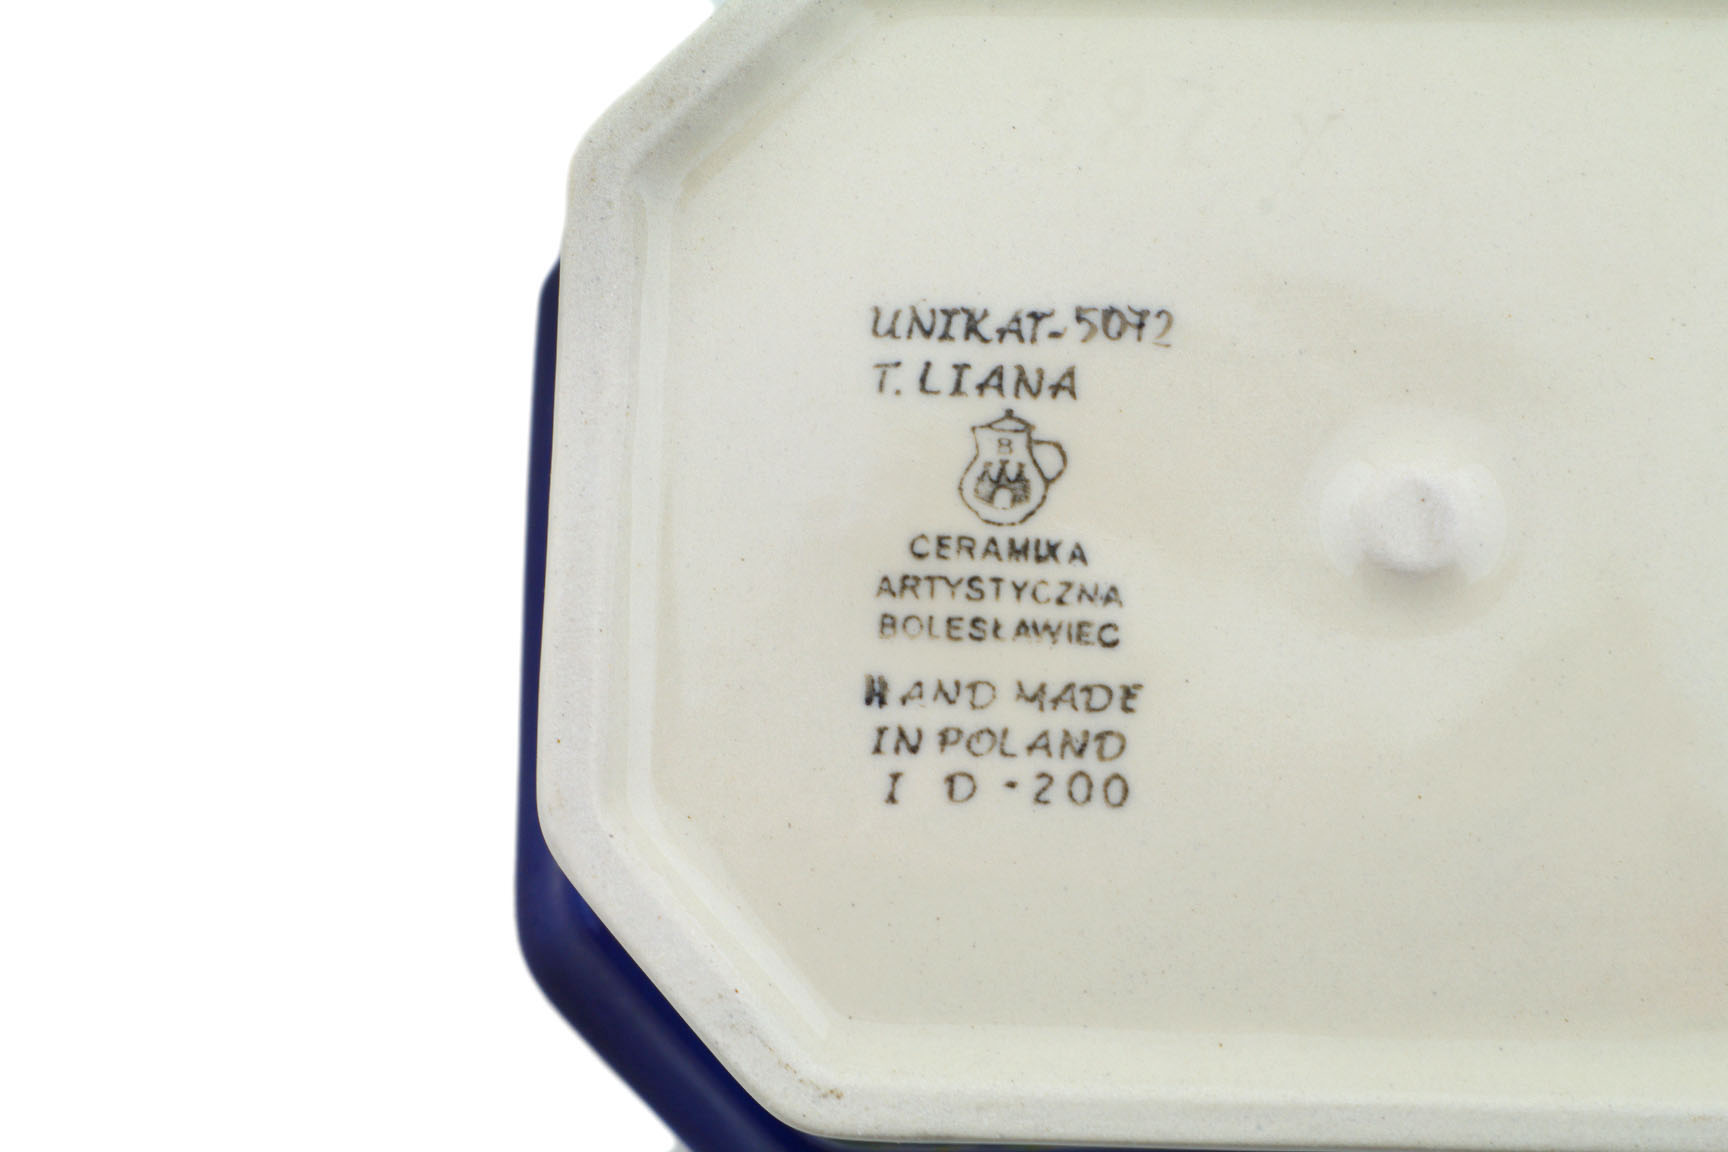 UNIKAT-5072
T. LIANA
B
CERAMIKA
ARTYSTYCZNA
BOLESŁAWIEC
HAND MADE
IN POLAND
I D -200